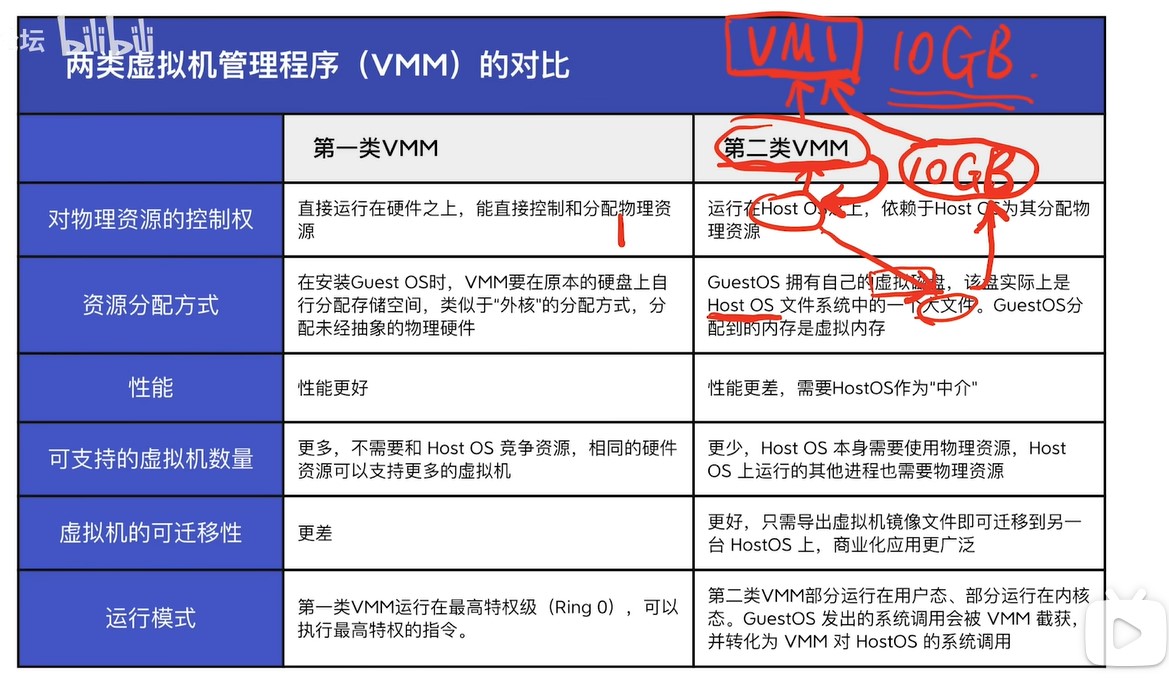 坛 bilibili
两类虚拟机管理程序（VMM）的对比
VM1
10GB.
第一类VMM
第二类VMM
10GB
对物理资源的控制权
直接运行在硬件之上，能直接控制和分配物理资
源
运行在Host OS之上，依赖于Host OS为其分配物
理资源
资源分配方式
在安装Guest OS时，VMM要在原本的硬盘上自
行分配存储空间，类似于“外核”的分配方式，分
配未经抽象的物理硬件
GuestOS 拥有自己的虚拟磁盘，该盘实际上是
Host OS 文件系统中的一个大文件。GuestOS分
配到的内存是虚拟内存
性能
性能更好
性能更差，需要HostOS作为"中介"
可支持的虚拟机数量
更多，不需要和 Host OS 竞争资源，相同的硬件
资源可以支持更多的虚拟机
更少，Host OS 本身需要使用物理资源，Host
OS 上运行的其他进程也需要物理资源
虚拟机的可迁移性
更差
更好，只需导出虚拟机镜像文件即可迁移到另一
台 HostOS 上，商业化应用更广泛
运行模式
第一类VMM运行在最高特权级（Ring 0），可以
执行最高特权的指令。
第二类VMM部分运行在用户态、部分运行在内核
态。GuestOS 发出的系统调用会被 VMM 截获，
并转化为 VMM 对 HostOS 的系统调用